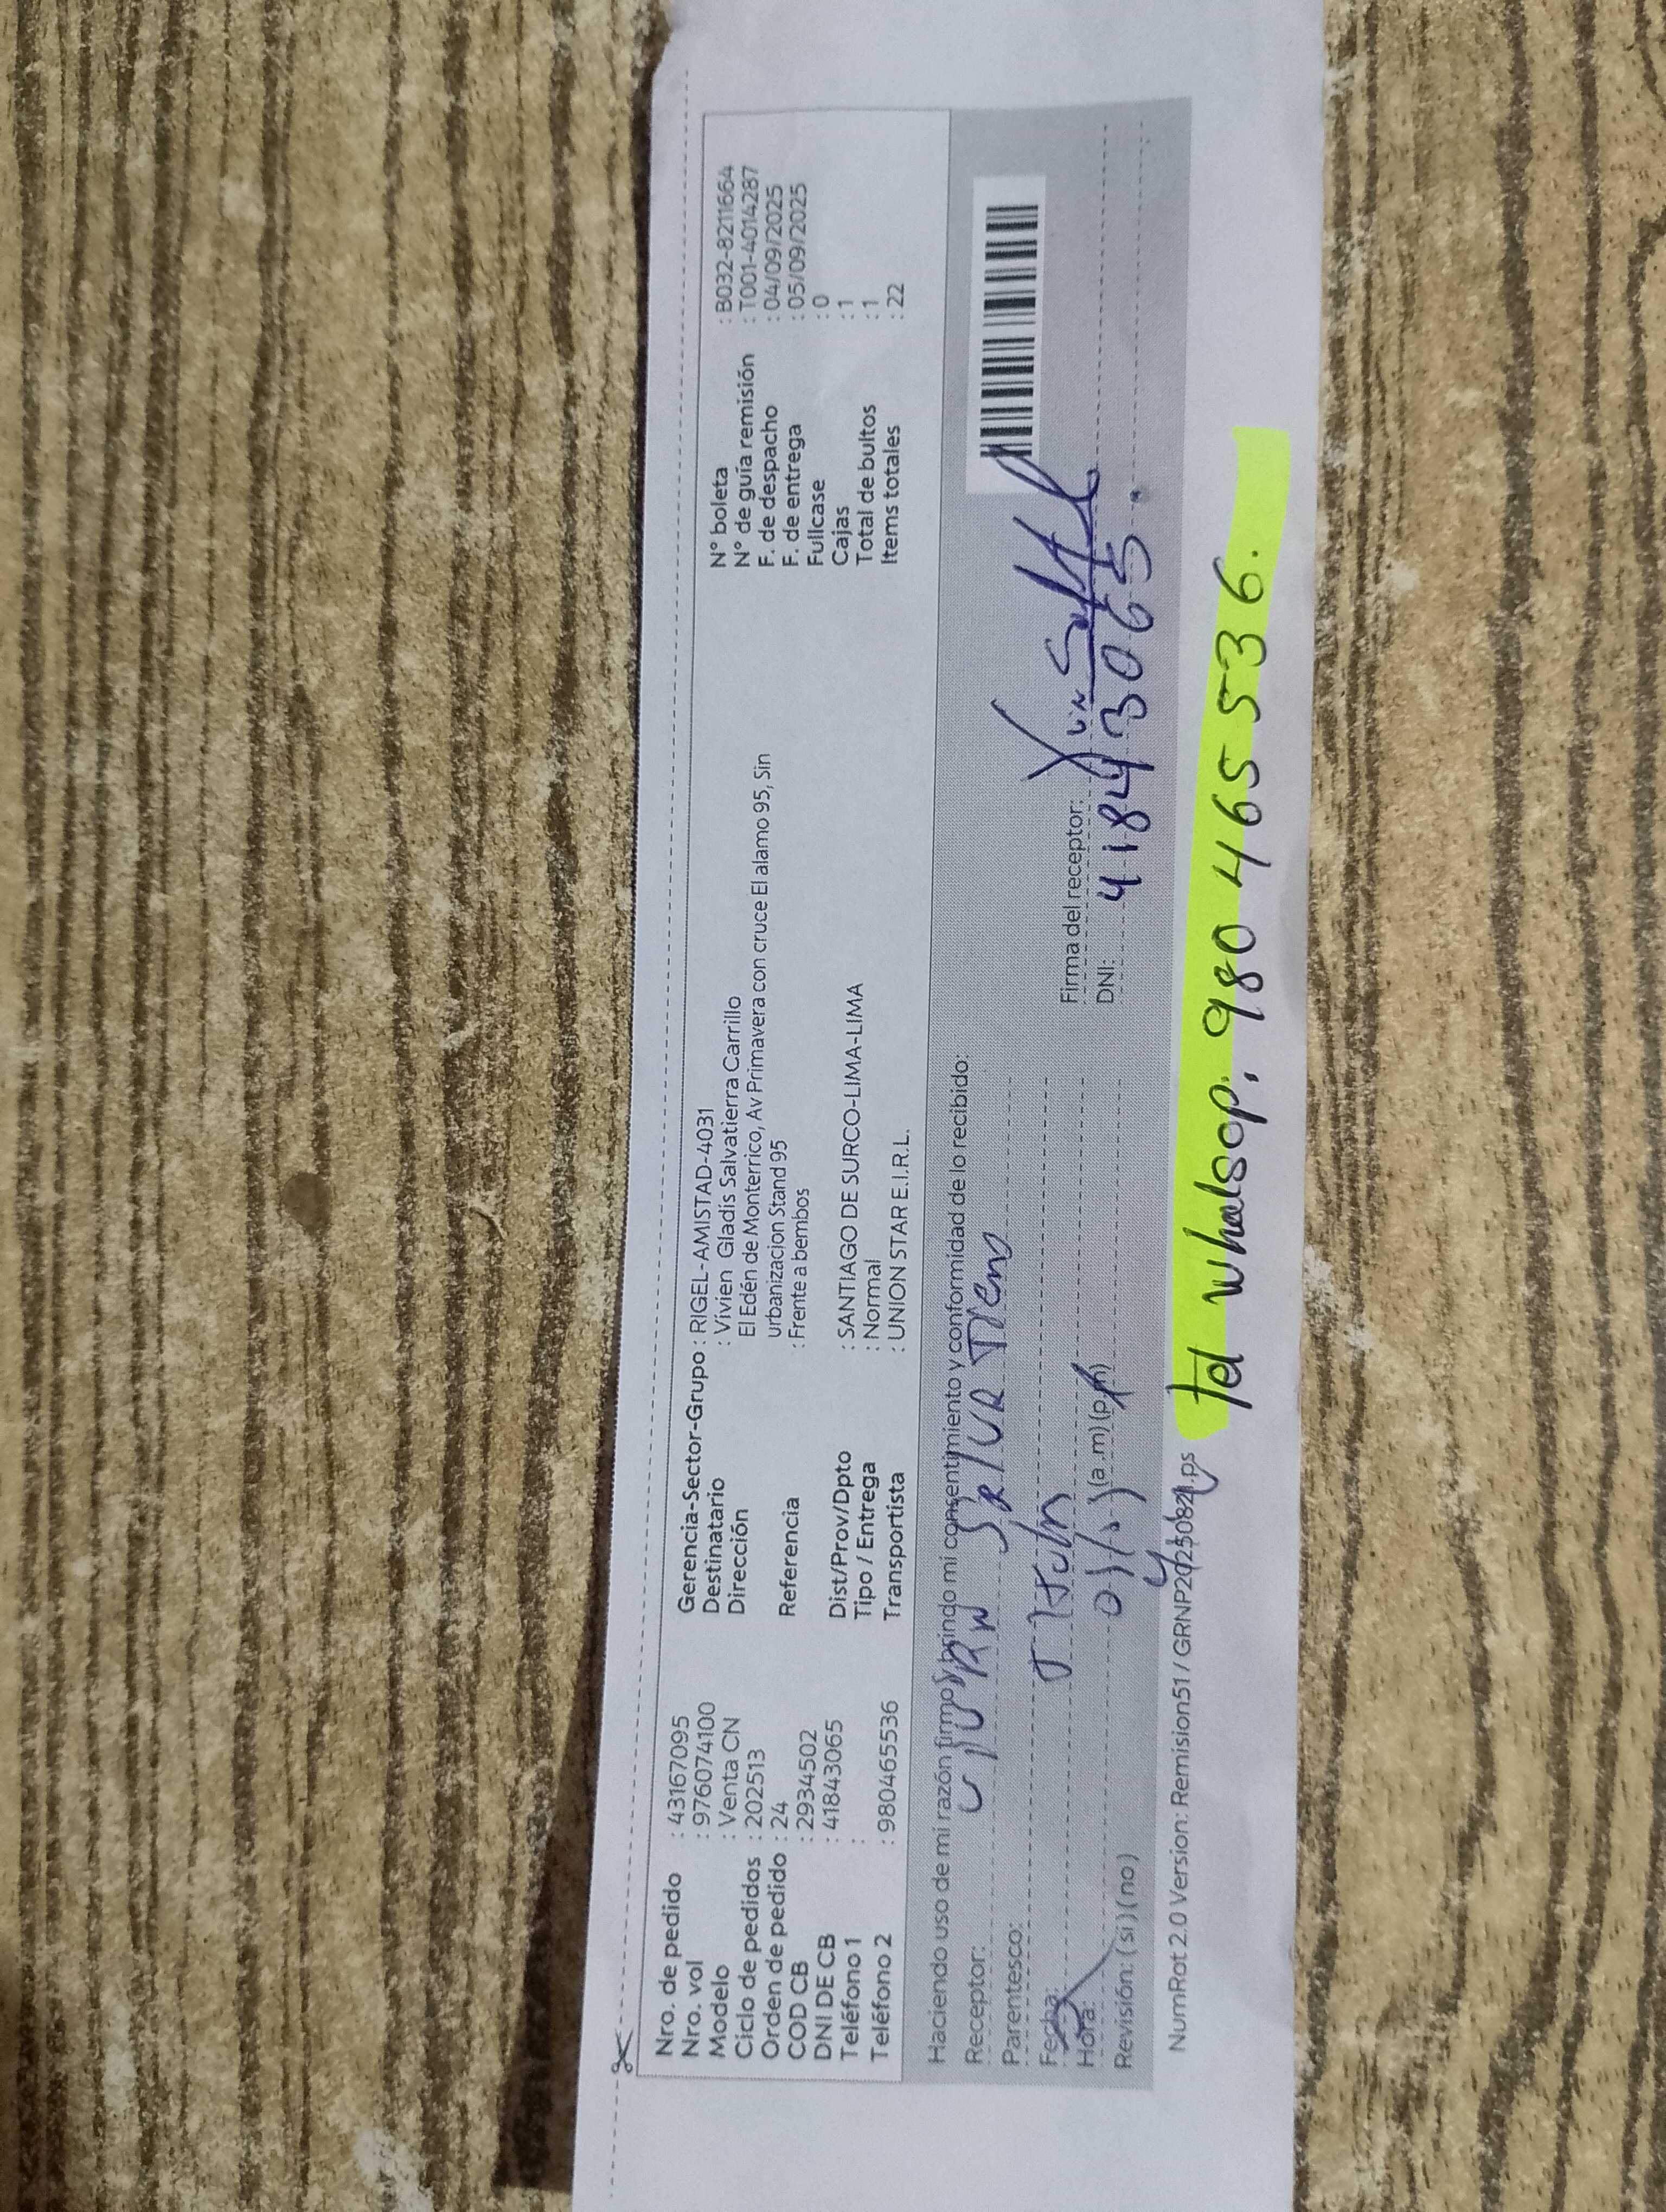 Nro. de pedido : 43167095
Nro. vol : 976074100
Modelo : Venta CN
Ciclo de pedidos : 202513
Orden de pedido : 24
COD CB : 2934502
DNI DE CB : 41843065
Teléfono 1 :
Teléfono 2 : 980465536
Gerencia-Sector-Grupo : RIGEL-AMISTAD-4031
Destinatario : Vivien Gladis Salvatierra Carrillo
Dirección El Edén de Monterrico, Av Primavera con cruce El alamo 95, Sin
urbanizacion Stand 95
Referencia : Frente a bembos
Dist/Prov/Dpto : SANTIAGO DE SURCO-LIMA-LIMA
Tipo / Entrega : Normal
Transportista : UNION STAR E.I.R.L.
N° boleta : B032-8211664
N° de guía remisión : T001-4014287
F. de despacho : 04/09/2025
F. de entrega : 05/09/2025
Fullcase : 0
Cajas : 1
Total de bultos : 1
Items totales : 22
Haciendo uso de mi razón firmo y brindo mi consentimiento y conformidad de lo recibido:
Receptor:
Parentesco:
Fecha:
Hora: (a.m) (p.m)
Revisión: (si) (no)
Firma del receptor:
DNI: 41843065.
NumRot 2.0 Version: Remision51 / GRNP20250821.ps
Tel Whatsop: 980 465 536.